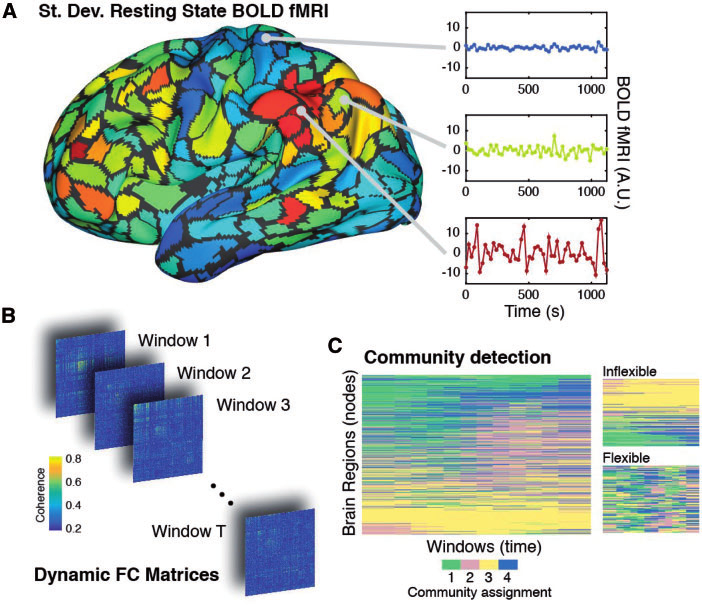 A St. Dev. Resting State BOLD fMRI
10
0
-10
0 500 1000
10
0
-10
0 500 1000
10
0
-10
0 500 1000
Time (s)
BOLD fMRI (A.U.)
B
Window 1
Window 2
Window 3
Window T
Coherence
0.8
0.6
0.4
0.2
Dynamic FC Matrices
C
Community detection
Brain Regions (nodes)
Windows (time)
Inflexible
Flexible
1 2 3 4
Community assignment